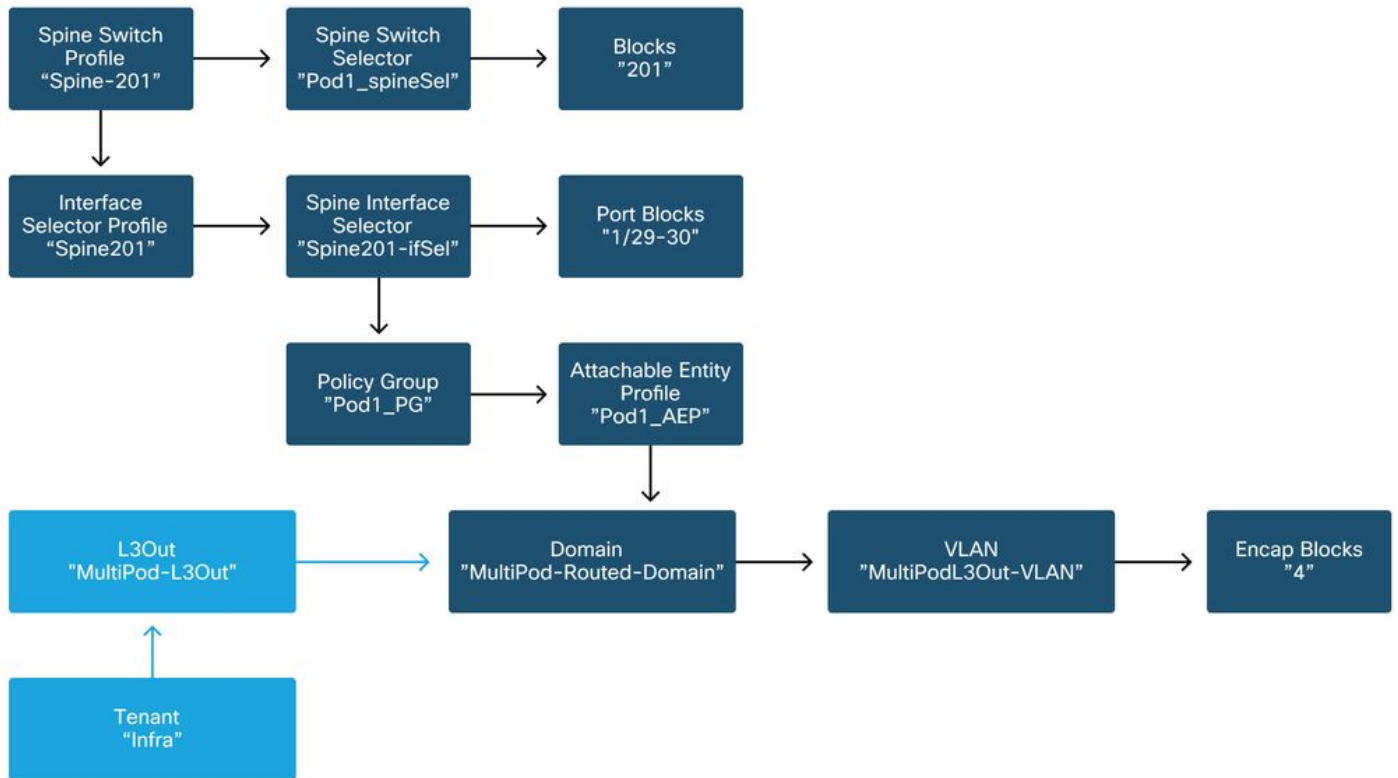 Spine Switch
Profile
“Spine-201”
Spine Switch
Selector
”Pod1_spineSel”
Blocks
”201”
Interface
Selector Profile
“Spine201”
Spine Interface
Selector
”Spine201-ifSel”
Port Blocks
"1/29-30"
Policy Group
”Pod1_PG”
Attachable Entity
Profile
”Pod1_AEP”
L3Out
"MultiPod-L3Out"
Domain
”MultiPod-Routed-Domain”
VLAN
”MultiPodL3Out-VLAN”
Encap Blocks
”4”
Tenant
“Infra”